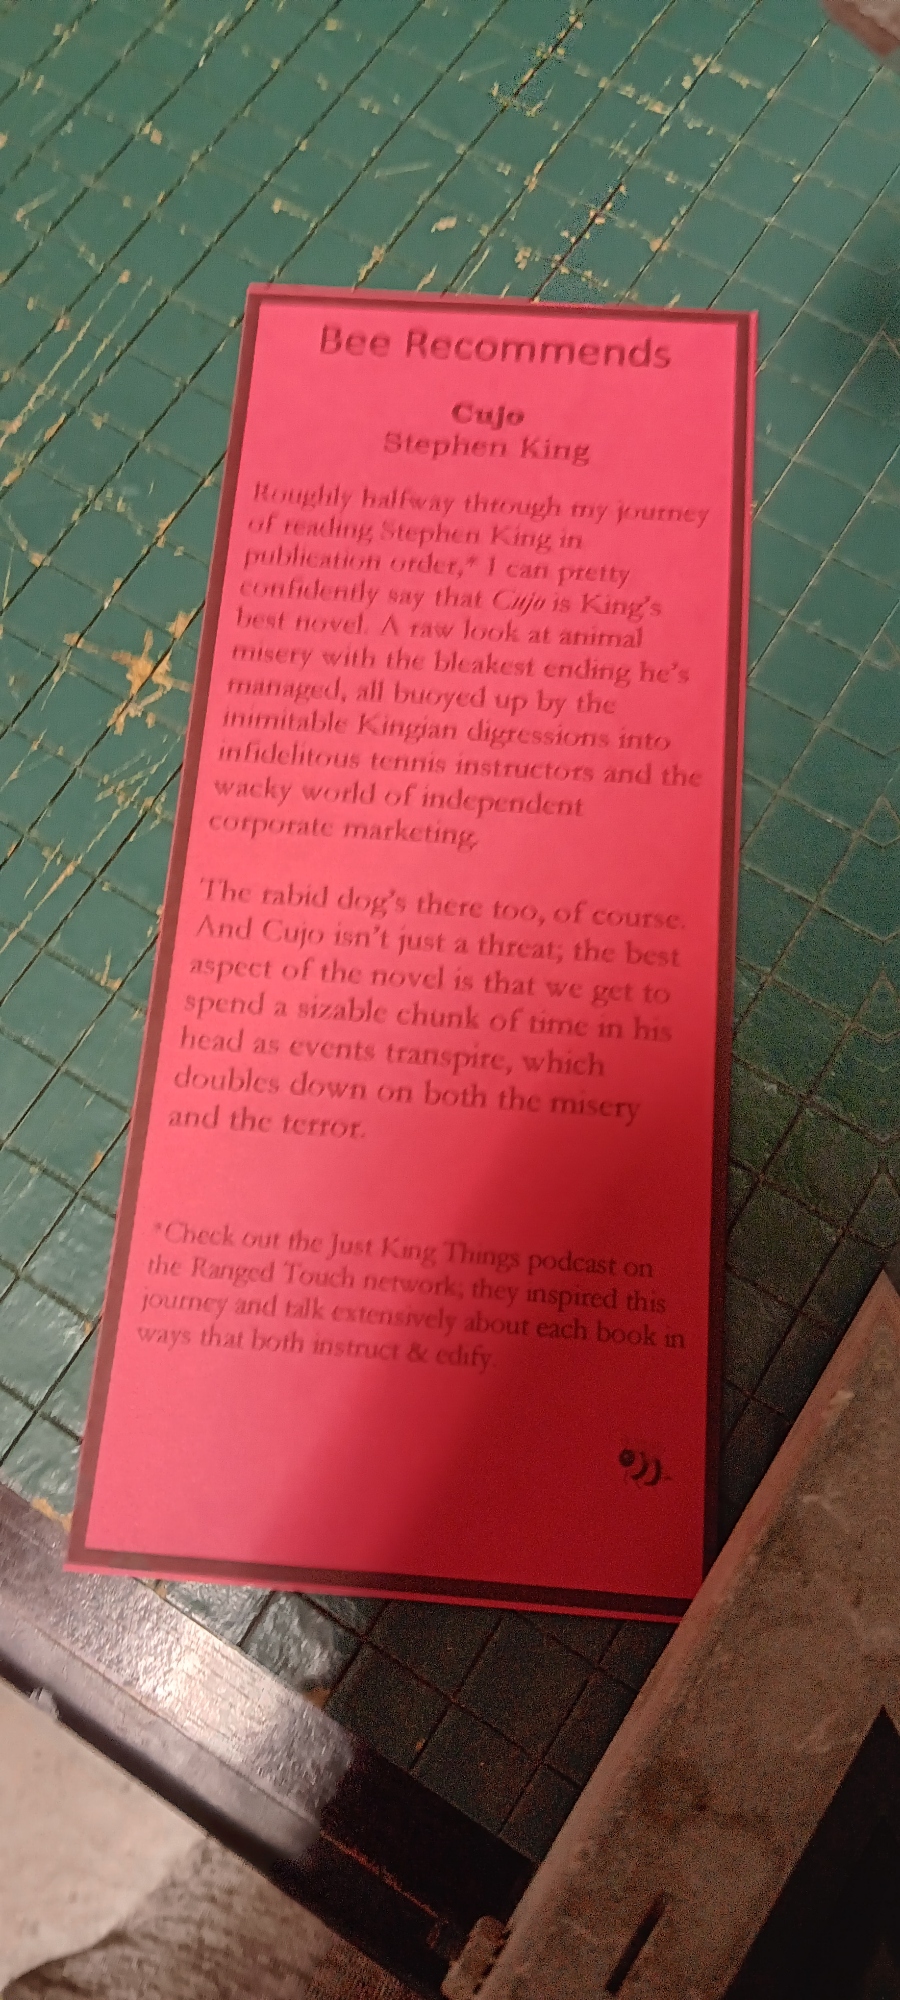 Bee Recommends
Cujo
Stephen King
Roughly halfway through my journey
of reading Stephen King in
publication order,* I can pretty
confidently say that Cujo is King's
best novel. A raw look at animal
misery with the bleakest ending he's
managed, all buoyed up by the
inimitable Kingian digressions into
infidelitous tennis instructors and the
wacky world of independent
corporate marketing.
The rabid dog's there too, of course.
And Cujo isn't just a threat; the best
aspect of the novel is that we get to
spend a sizable chunk of time in his
head as events transpire, which
doubles down on both the misery
and the terror.
*Check out the Just King Things podcast on
the Ranged Touch network; they inspired this
journey and talk extensively about each book in
ways that both instruct & edify.